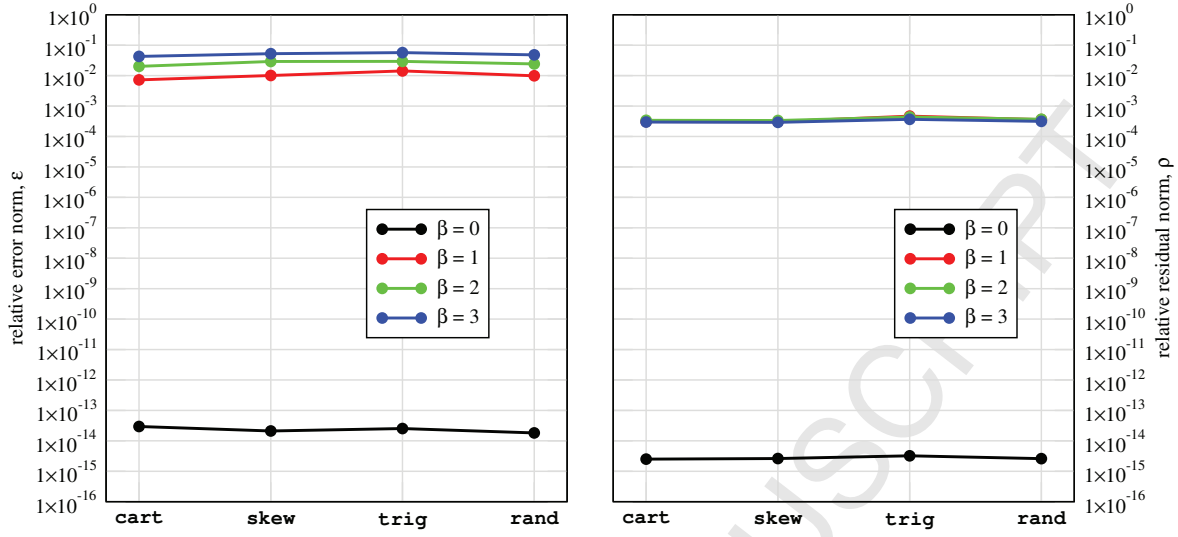 1×10^0
1×10^-1
1×10^-2
1×10^-3
1×10^-4
1×10^-5
1×10^-6
1×10^-7
1×10^-8
1×10^-9
1×10^-10
1×10^-11
1×10^-12
1×10^-13
1×10^-14
1×10^-15
1×10^-16
relative error norm, ε
β = 0
β = 1
β = 2
β = 3
cart skew trig rand
β = 0
β = 1
β = 2
β = 3
cart skew trig rand
1×10^0
1×10^-1
1×10^-2
1×10^-3
1×10^-4
1×10^-5
1×10^-6
1×10^-7
1×10^-8
1×10^-9
1×10^-10
1×10^-11
1×10^-12
1×10^-13
1×10^-14
1×10^-15
1×10^-16
relative residual norm, ρ